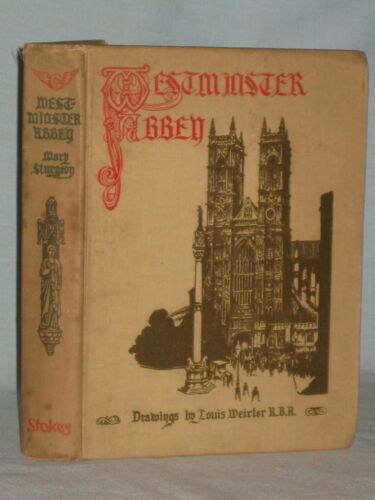 WEST-
MINSTER
ABBEY
Mary
Sturgeon
Stokes
WESTMINSTER
ABBEY
Drawings by Louis Weirter R.B.A.